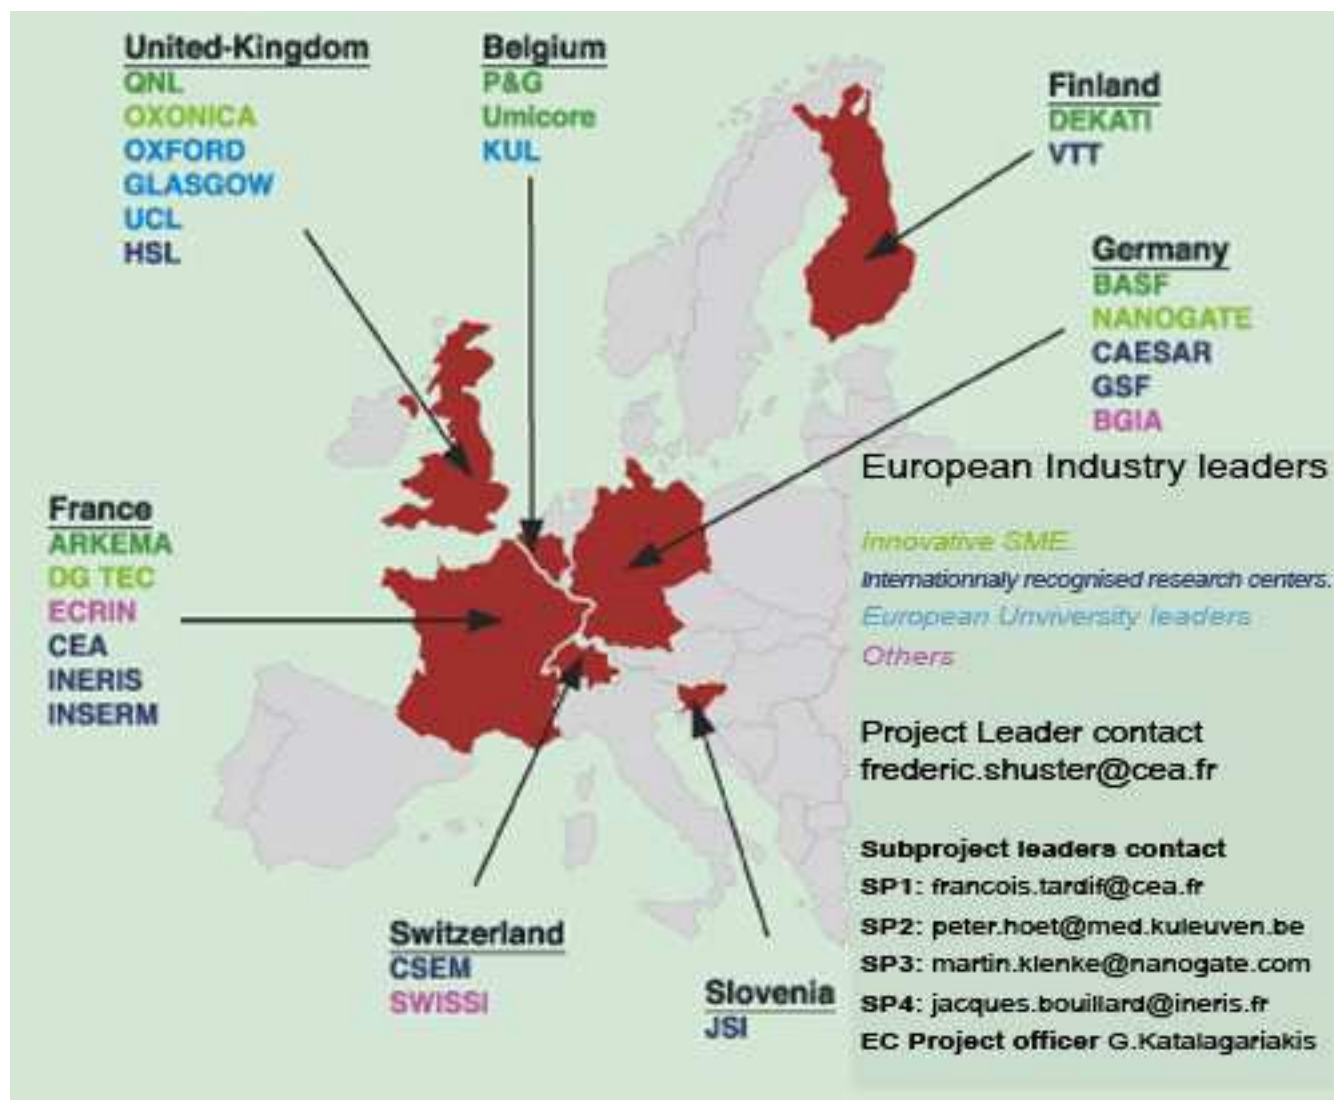 United-Kingdom
QNL
OXONICA
OXFORD
GLASGOW
UCL
HSL
Belgium
P&G
Umicore
KUL
Finland
DEKATI
VTT
Germany
BASF
NANOGATE
CAESAR
GSF
BGIA
France
ARKEMA
DG TEC
ECRIN
CEA
INERIS
INSERM
Switzerland
CSEM
SWISSI
Slovenia
JSI
European Industry leaders
Innovative SME.
Internationnaly recognised research centers.
European Unviversity leaders
Others
Project Leader contact
frederic.shuster@cea.fr
Subproject leaders contact
SP1: francois.tardif@cea.fr
SP2: peter.hoet@med.kuleuven.be
SP3: martin.klenke@nanogate.com
SP4: jacques.bouillard@ineris.fr
EC Project officer G.Katalagariakis